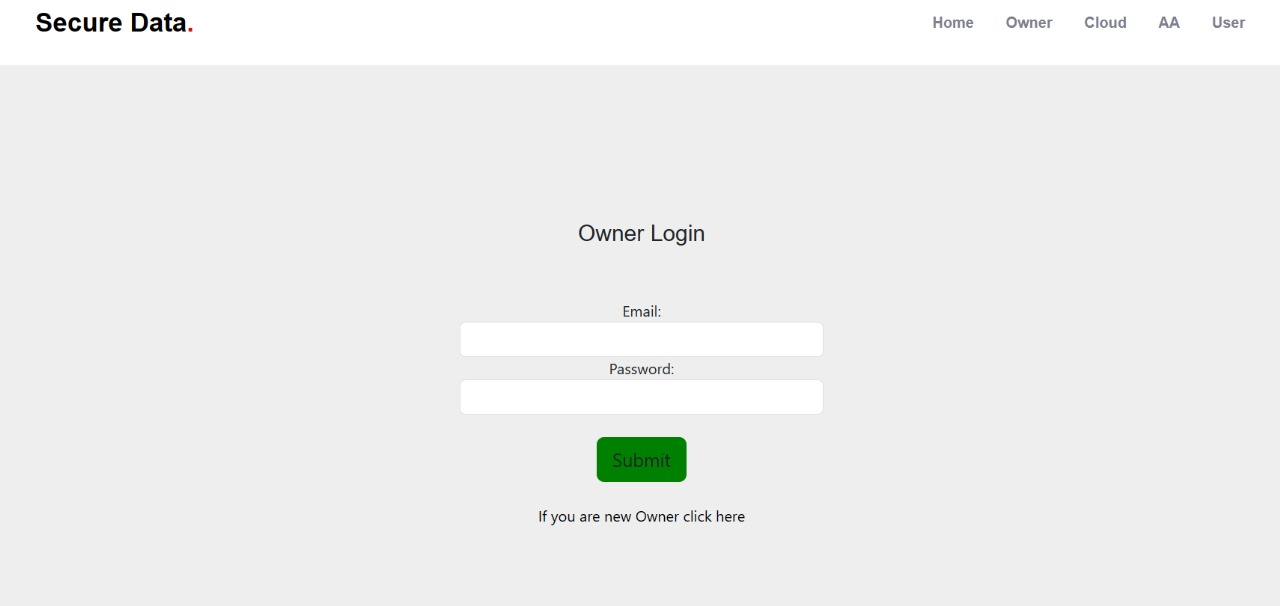 Secure Data.
Home Owner Cloud AA User
Owner Login
Email:
Password:
Submit
If you are new Owner click here